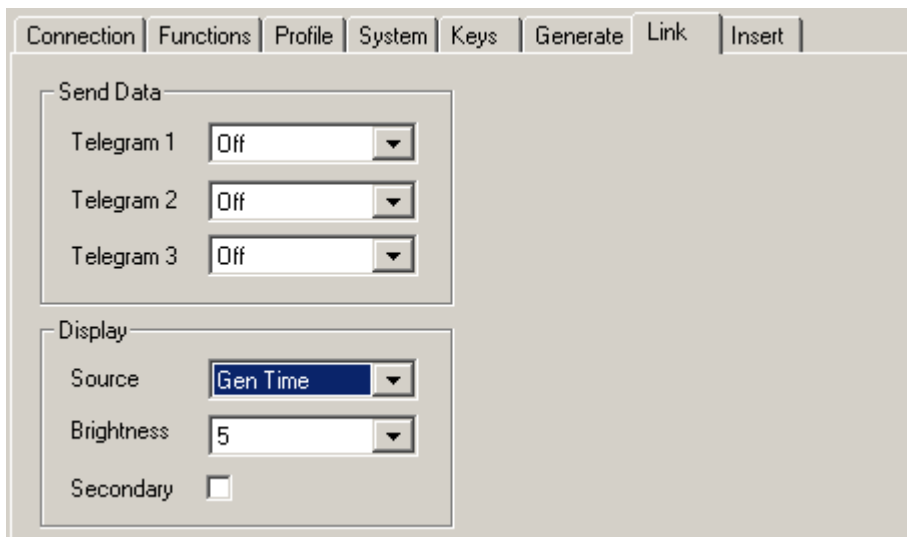 Connection Functions Profile System Keys Generate Link Insert
Send Data
Telegram 1 Off
Telegram 2 Off
Telegram 3 Off
Display
Source Gen Time
Brightness 5
Secondary